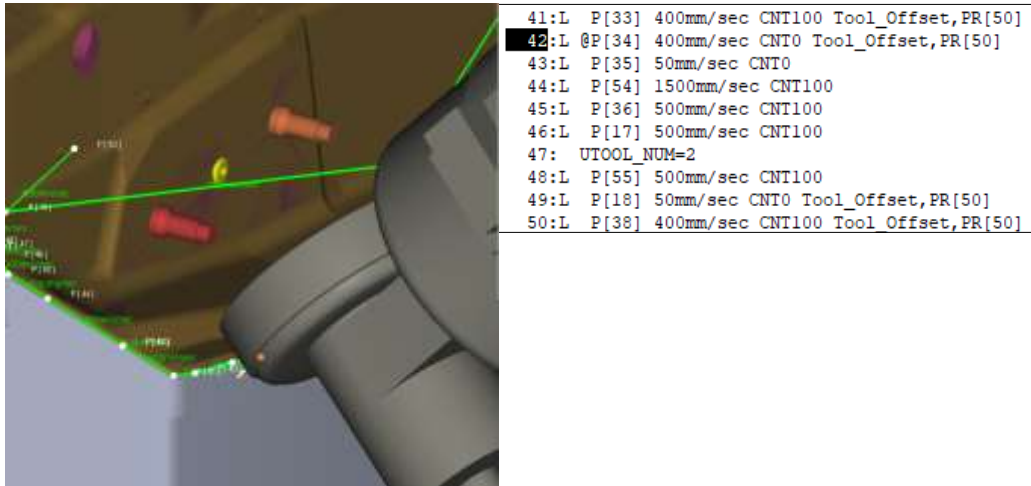 41:L P[33] 400mm/sec CNT100 Tool_Offset,PR[50]
42:L @P[34] 400mm/sec CNT0 Tool_Offset,PR[50]
43:L P[35] 50mm/sec CNT0
44:L P[54] 1500mm/sec CNT100
45:L P[36] 500mm/sec CNT100
46:L P[17] 500mm/sec CNT100
47: UTOOL_NUM=2
48:L P[55] 500mm/sec CNT100
49:L P[18] 50mm/sec CNT0 Tool_Offset,PR[50]
50:L P[38] 400mm/sec CNT100 Tool_Offset,PR[50]